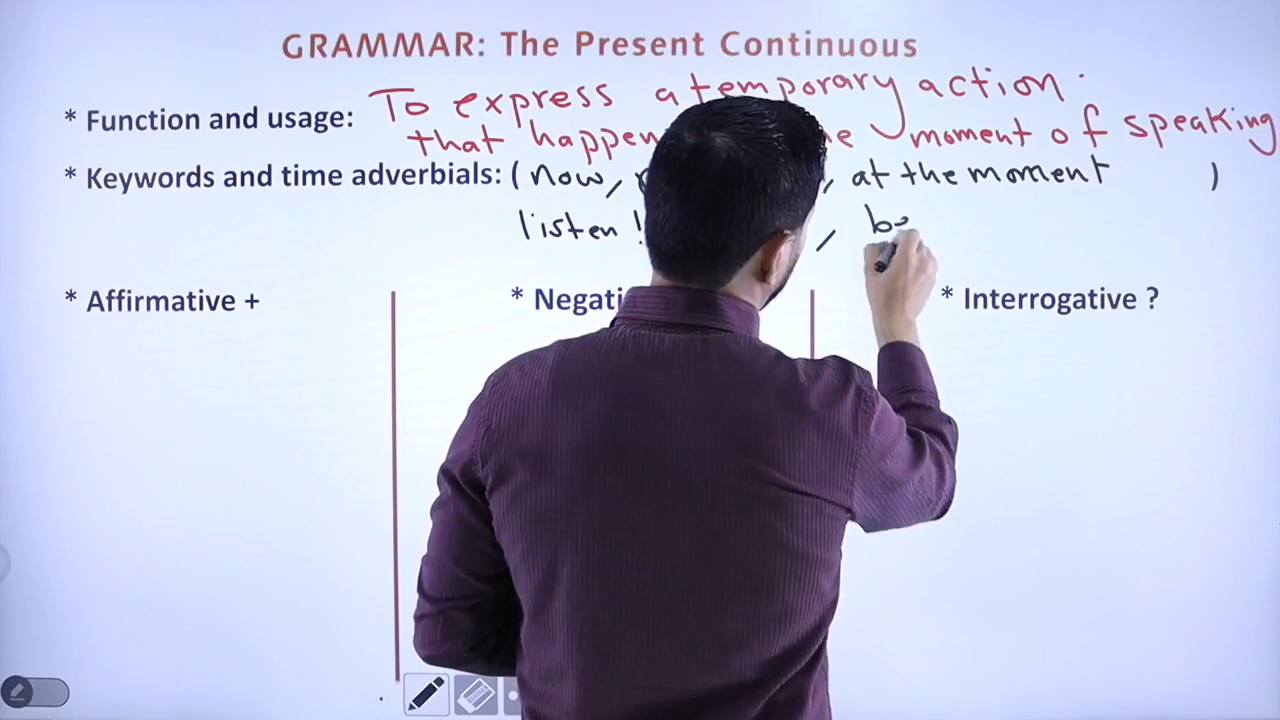 GRAMMAR: The Present Continuous
* Function and usage: To express a temporary action.
that happen moment of speaking
* Keywords and time adverbials: (now, , at the moment )
listen! ,
* Affirmative +
* Negati
* Interrogative ?